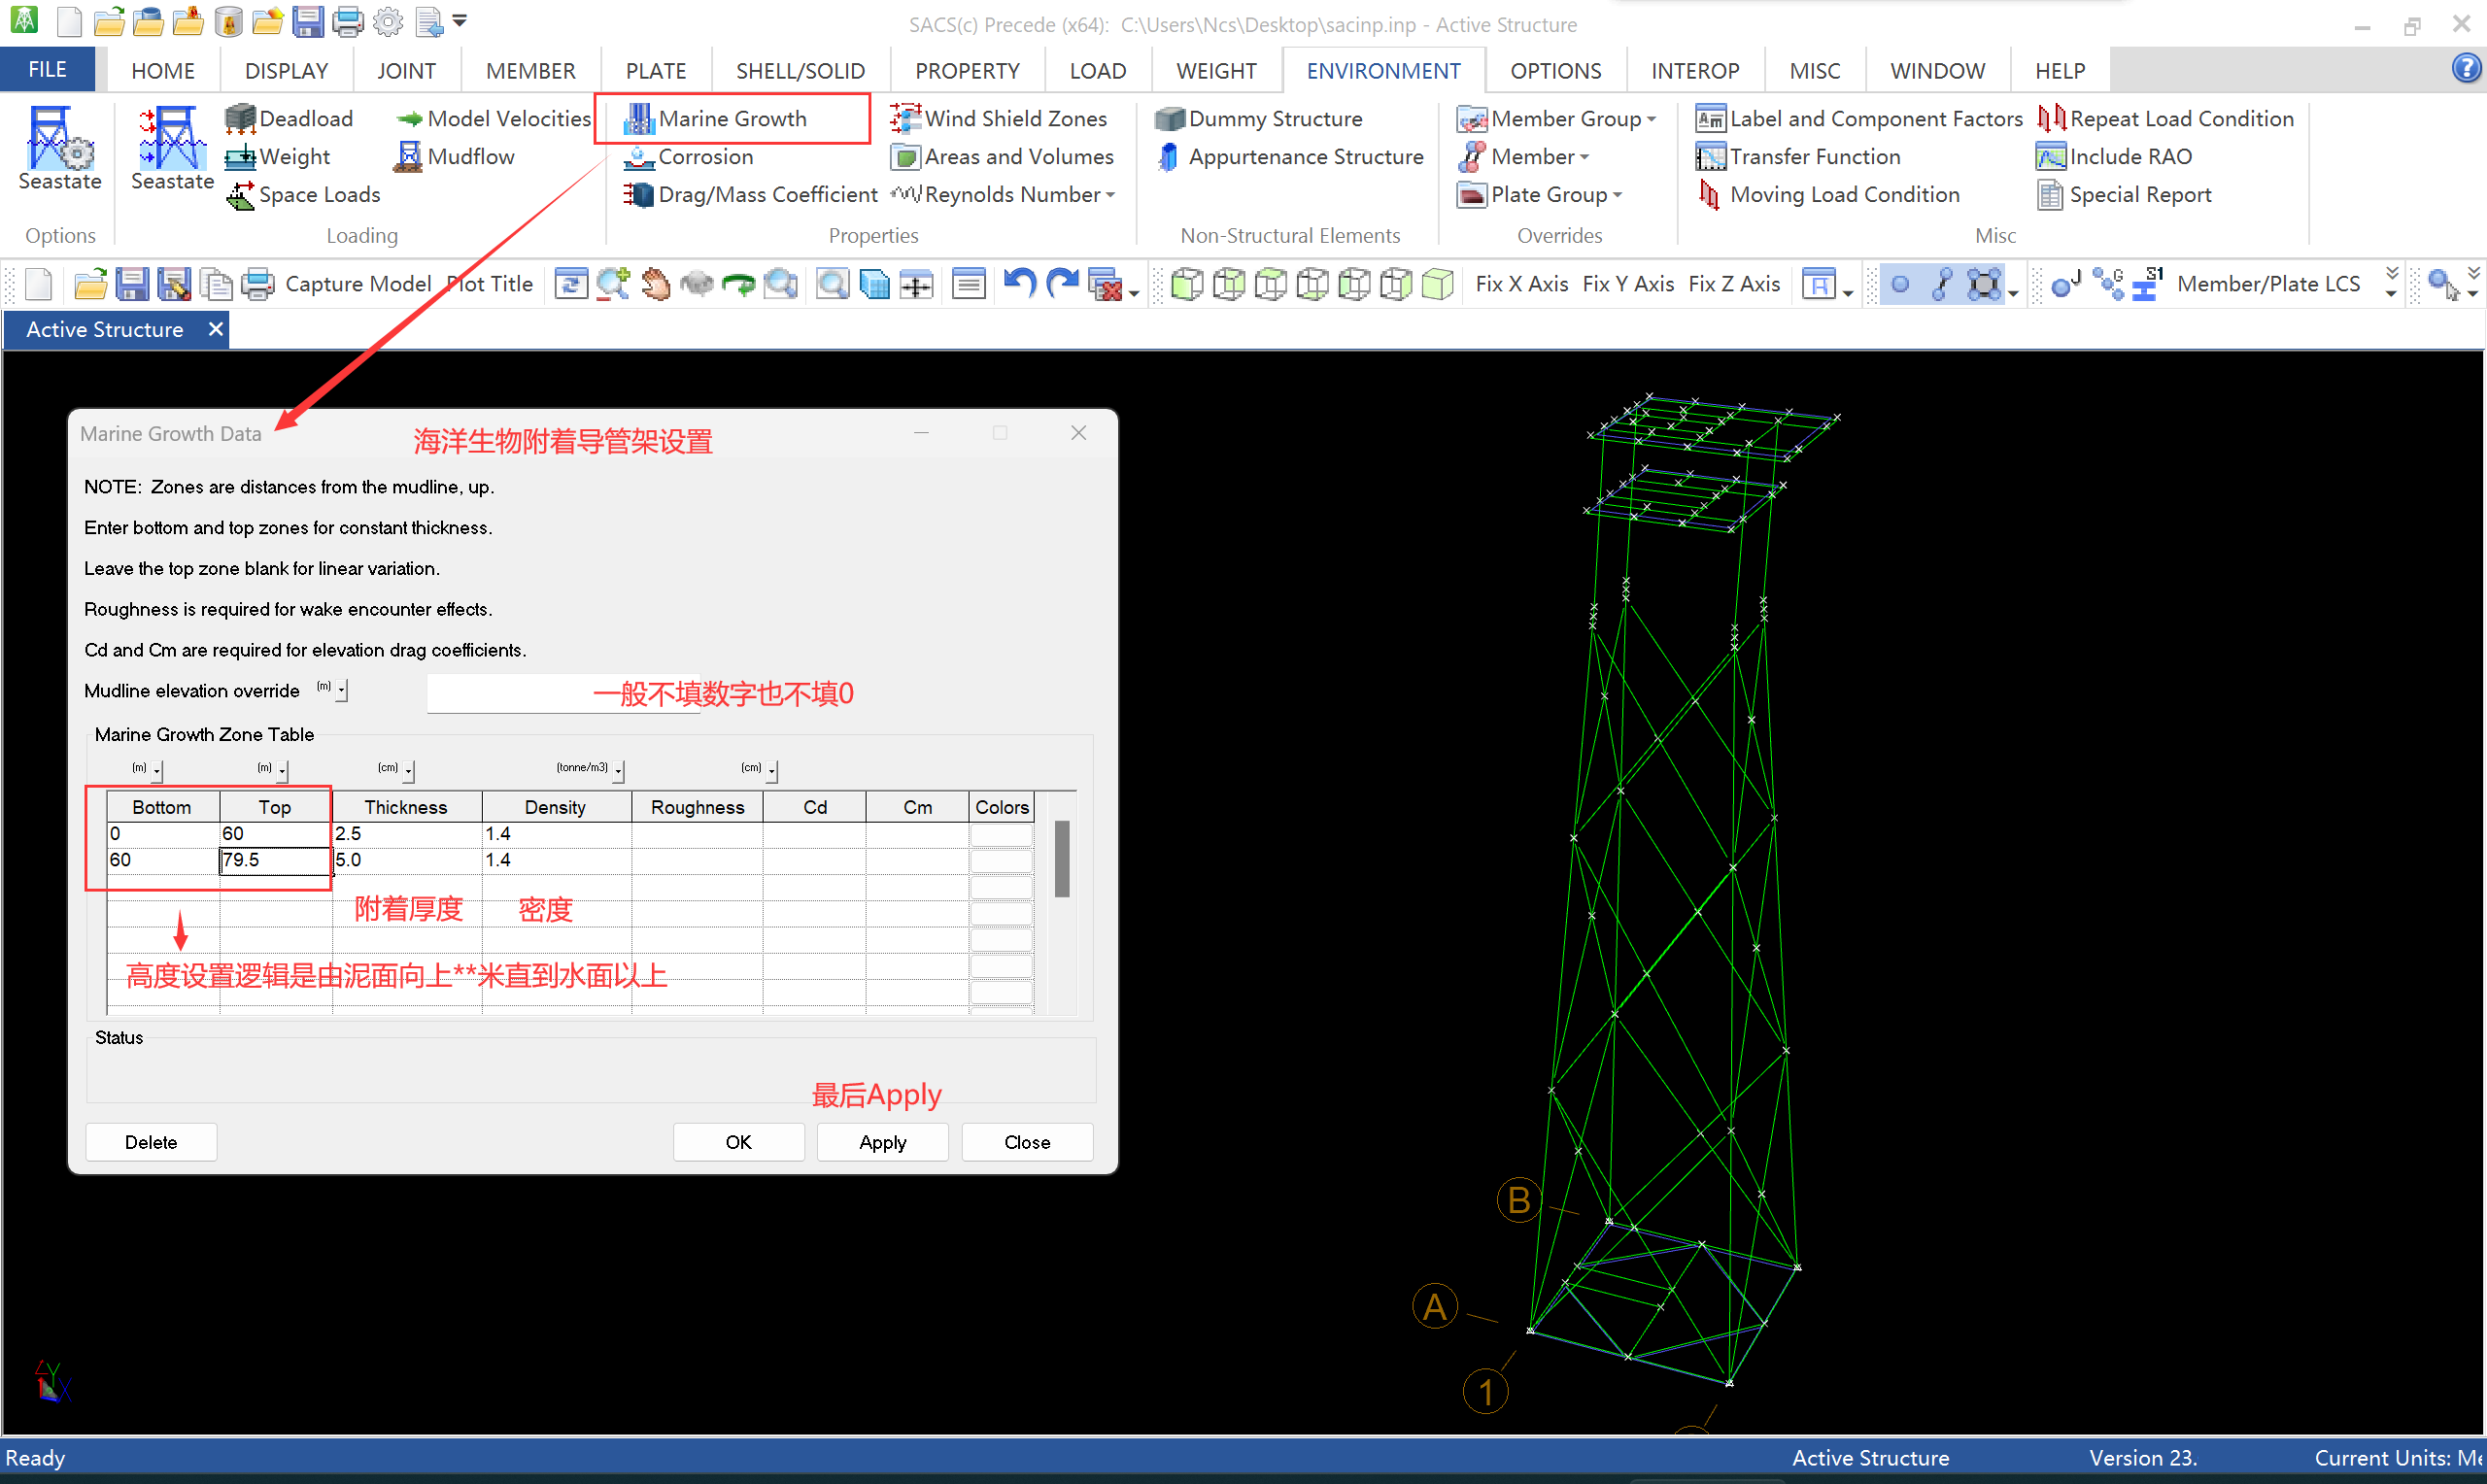 SACS(c) Precede (x64):  C:\Users\Ncs\Desktop\sacinp.inp - Active Structure
FILE HOME DISPLAY JOINT MEMBER PLATE SHELL/SOLID PROPERTY LOAD WEIGHT ENVIRONMENT OPTIONS INTEROP MISC WINDOW HELP
Seastate
Options
Seastate
Deadload
Weight
Space Loads
Model Velocities
Mudflow
Loading
Marine Growth
Corrosion
Drag/Mass Coefficient
Wind Shield Zones
Areas and Volumes
Reynolds Number
Properties
Dummy Structure
Appurtenance Structure
Non-Structural Elements
Member Group
Member
Plate Group
Overrides
Label and Component Factors
Transfer Function
Moving Load Condition
Repeat Load Condition
Include RAO
Special Report
Misc
Capture Model Plot Title Fix X Axis Fix Y Axis Fix Z Axis Member/Plate LCS
Active Structure
Marine Growth Data
海洋生物附着导管架设置
NOTE:  Zones are distances from the mudline, up.
Enter bottom and top zones for constant thickness.
Leave the top zone blank for linear variation.
Roughness is required for wake encounter effects.
Cd and Cm are required for elevation drag coefficients.
Mudline elevation override (m)
一般不填数字也不填0
Marine Growth Zone Table
(m) (m) (cm) (tonne/m3) (cm)
Bottom Top Thickness Density Roughness Cd Cm Colors
0 60 2.5 1.4
60 79.5 5.0 1.4
附着厚度 密度
高度设置逻辑是由泥面向上**米直到水面以上
Status
最后Apply
Delete OK Apply Close
B
A
1
Z Y X
Ready Active Structure Version 23. Current Units: Me